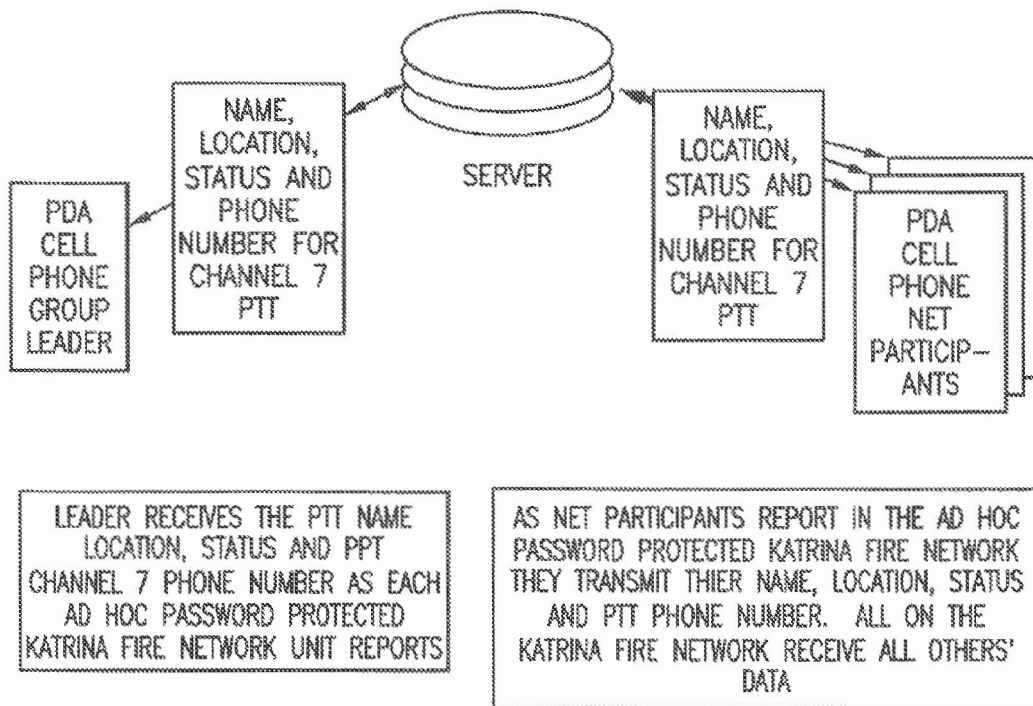 NAME,
LOCATION,
STATUS AND
PHONE
NUMBER FOR
CHANNEL 7
PTT
SERVER
NAME,
LOCATION,
STATUS AND
PHONE
NUMBER FOR
CHANNEL 7
PTT
PDA
CELL
PHONE
GROUP
LEADER
PDA
CELL
PHONE
NET
PARTICIP-
ANTS
LEADER RECEIVES THE PTT NAME
LOCATION, STATUS AND PPT
CHANNEL 7 PHONE NUMBER AS EACH
AD HOC PASSWORD PROTECTED
KATRINA FIRE NETWORK UNIT REPORTS
AS NET PARTICIPANTS REPORT IN THE AD HOC
PASSWORD PROTECTED KATRINA FIRE NETWORK
THEY TRANSMIT THIER NAME, LOCATION, STATUS
AND PTT PHONE NUMBER. ALL ON THE
KATRINA FIRE NETWORK RECEIVE ALL OTHERS'
DATA